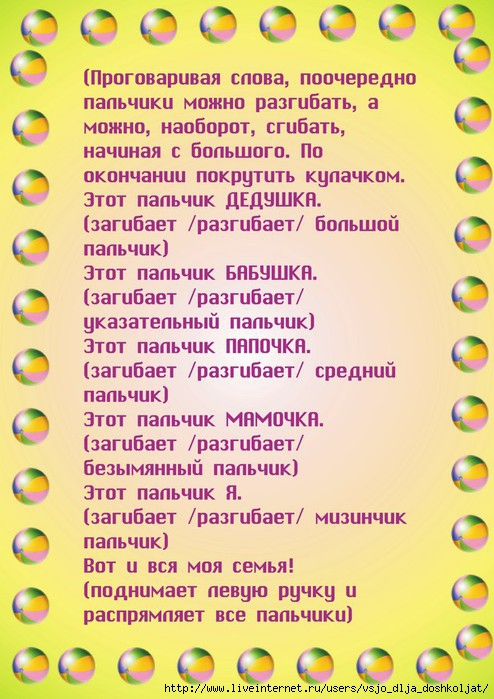 (Проговаривая слова, поочередно
пальчики можно разгибать, а
можно, наоборот, сгибать,
начиная с большого. По
окончании покрутить кулачком.
Этот пальчик ДЕДУШКА.
(загибает /разгибает/ большой
пальчик)
Этот пальчик БАБУШКА.
(загибает /разгибает/
указательный пальчик)
Этот пальчик ПАПОЧКА.
(загибает /разгибает/ средний
пальчик)
Этот пальчик МАМОЧКА.
(загибает /разгибает/
безымянный пальчик)
Этот пальчик Я.
(загибает /разгибает/ мизинчик
пальчик)
Вот и вся моя семья!
(поднимает левую ручку и
распрямляет все пальчики)
http://www.liveinternet.ru/users/vsjo_dlja_doshkoljat/